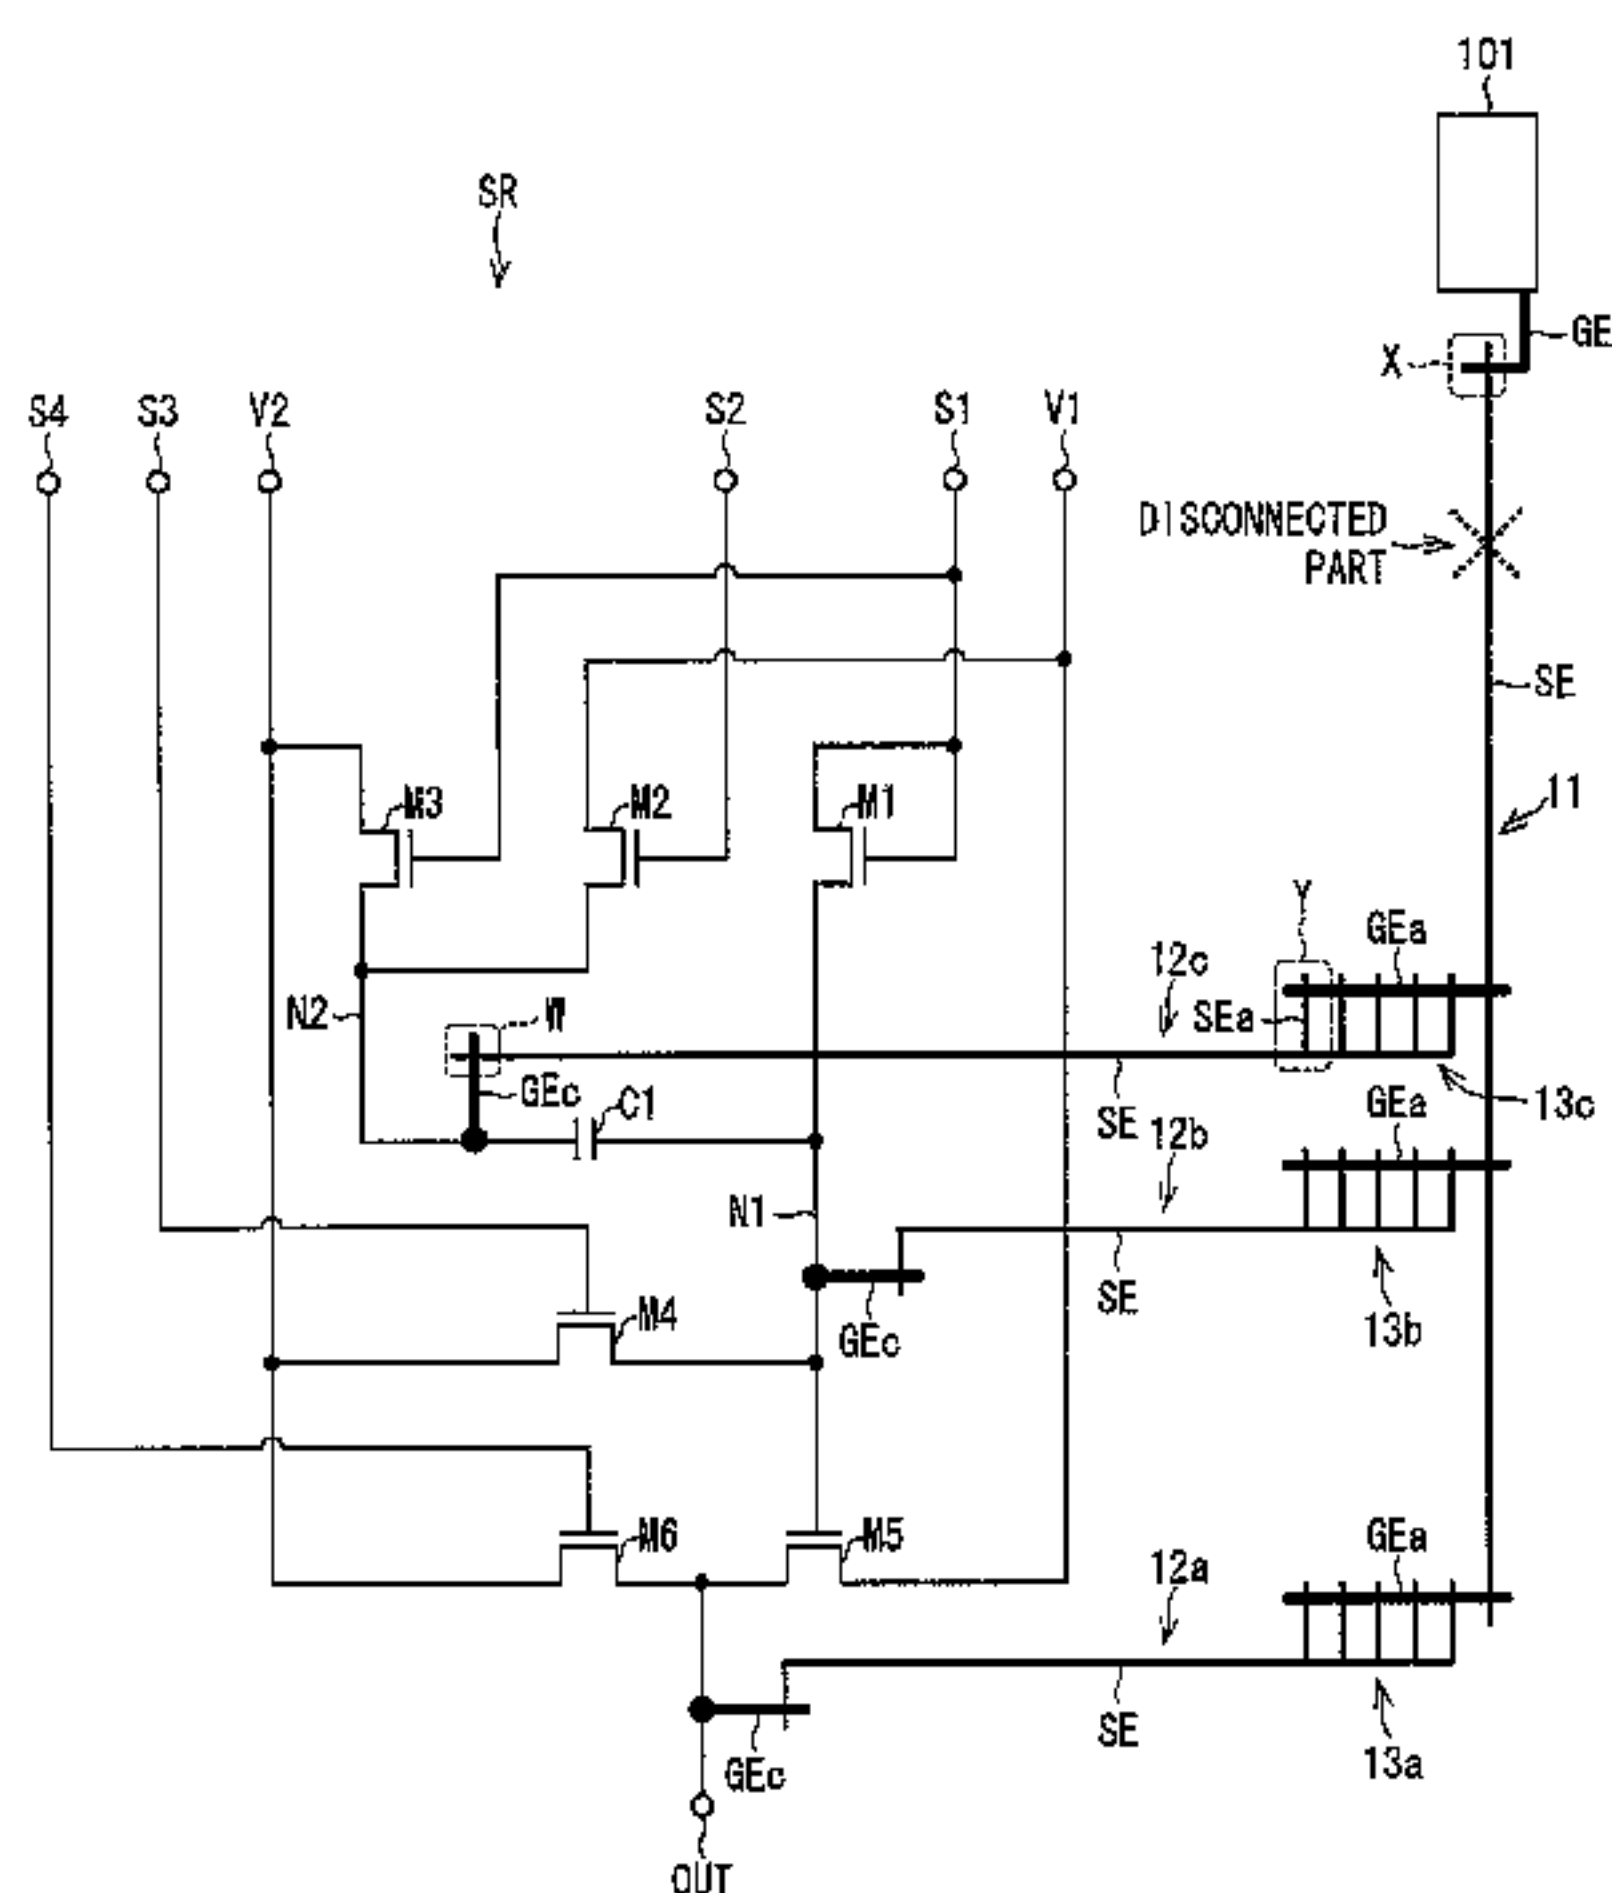 101
SR
GE
X
S4
S3
V2
S2
S1
V1
DISCONNECTED
PART
SE
M3
M2
M1
11
Y
GEa
12c
N2
W
SEa
GEc
C1
SE
12b
GEa
13c
N1
SE
GEc
13b
M4
M6
M5
12a
GEa
SE
GEc
13a
OUT